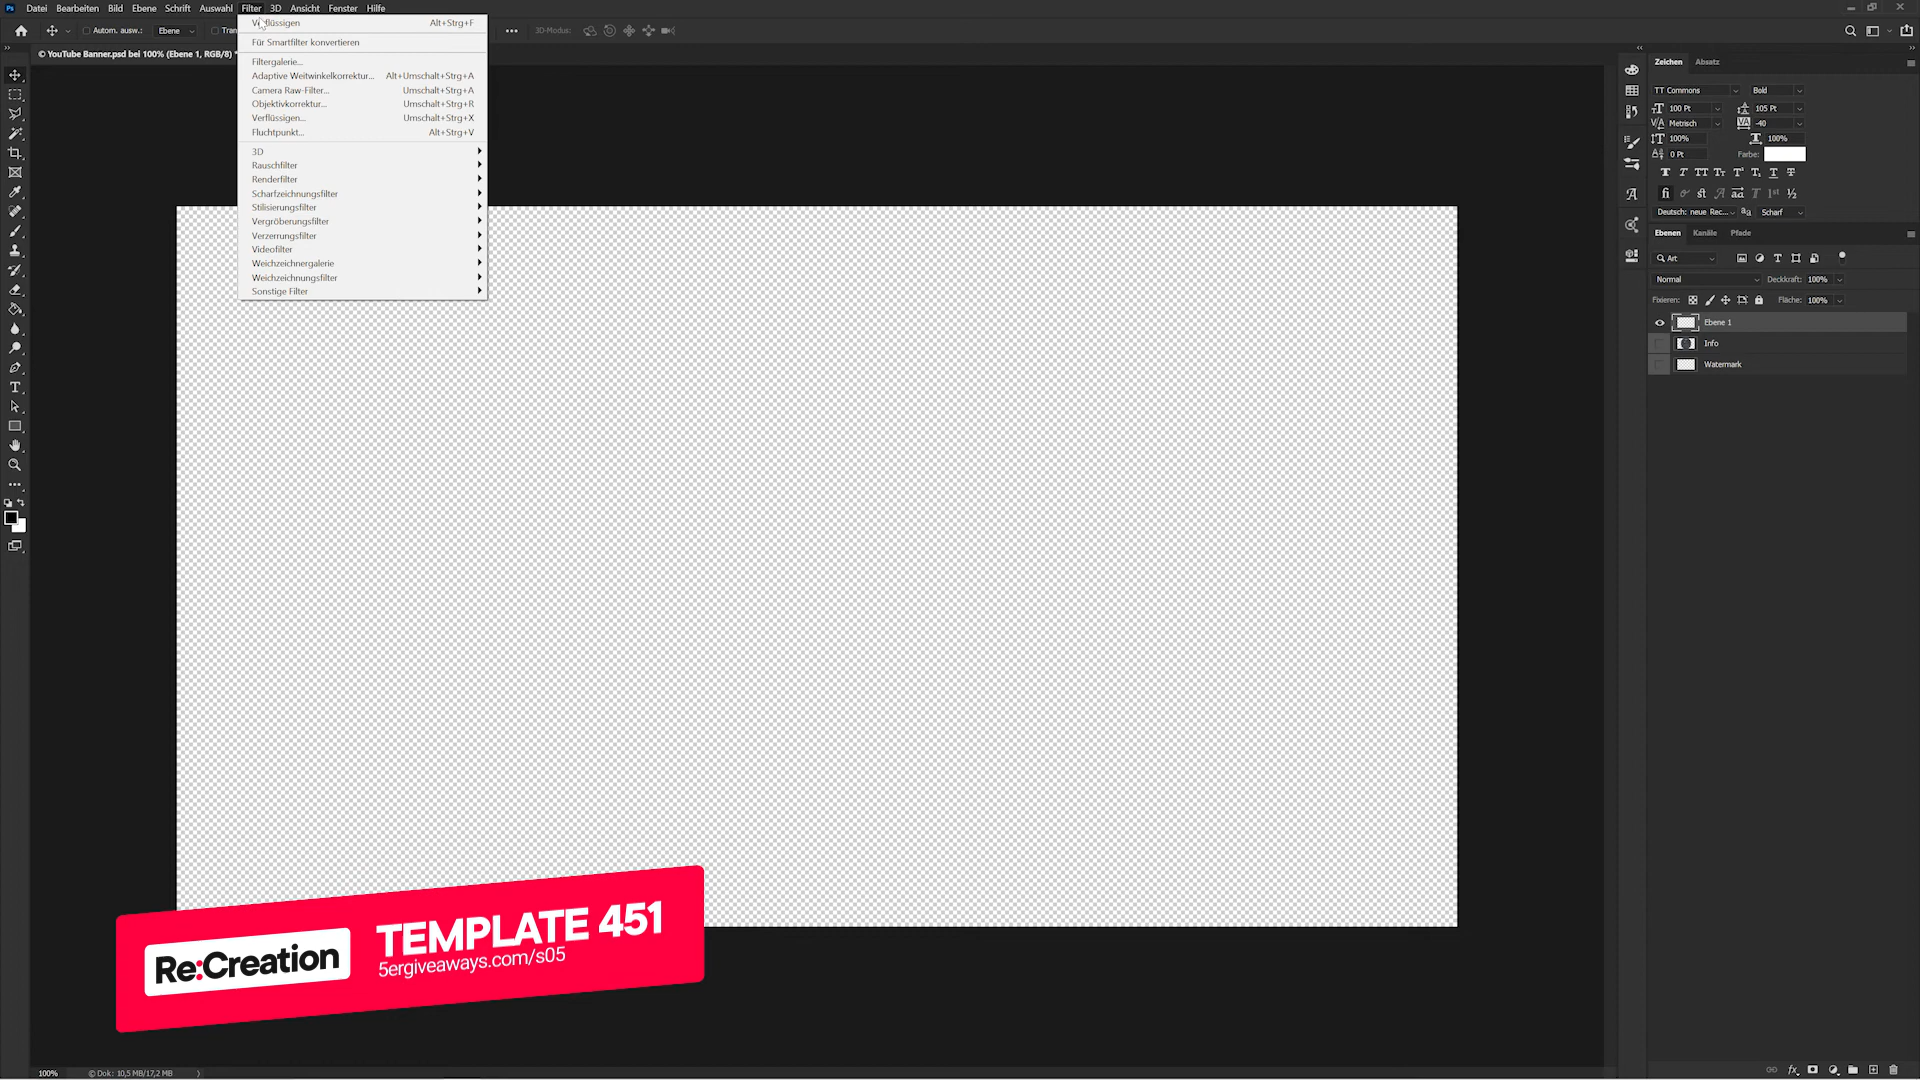 Ps Datei Bearbeiten Bild Ebene Schrift Auswahl Filter 3D Ansicht Fenster Hilfe
Autom. ausw.: Ebene 3D-Modus:
© YouTube Banner.psd bei 100% (Ebene 1, RGB/8) *
Verflüssigen Alt+Strg+F
Für Smartfilter konvertieren
Filtergalerie...
Adaptive Weitwinkelkorrektur... Alt+Umschalt+Strg+A
Camera Raw-Filter... Umschalt+Strg+A
Objektivkorrektur... Umschalt+Strg+R
Verflüssigen... Umschalt+Strg+X
Fluchtpunkt... Alt+Strg+V
3D
Rauschfilter
Renderfilter
Scharfzeichnungsfilter
Stilisierungsfilter
Vergröberungsfilter
Verzerrungsfilter
Videofilter
Weichzeichnergalerie
Weichzeichnungsfilter
Sonstige Filter
Zeichen Absatz
TT Commons Bold
100 Pt 105 Pt
Metrisch -40
100% 100%
0 Pt Farbe:
Deutsch: neue Rec... Scharf
Ebenen Kanäle Pfade
Art
Normal Deckkraft: 100%
Fixieren: Fläche: 100%
Ebene 1
Info
Watermark
Re:Creation
TEMPLATE 451
5ergiveaways.com/s05
100% © Dok: 10,5 MB/17,2 MB